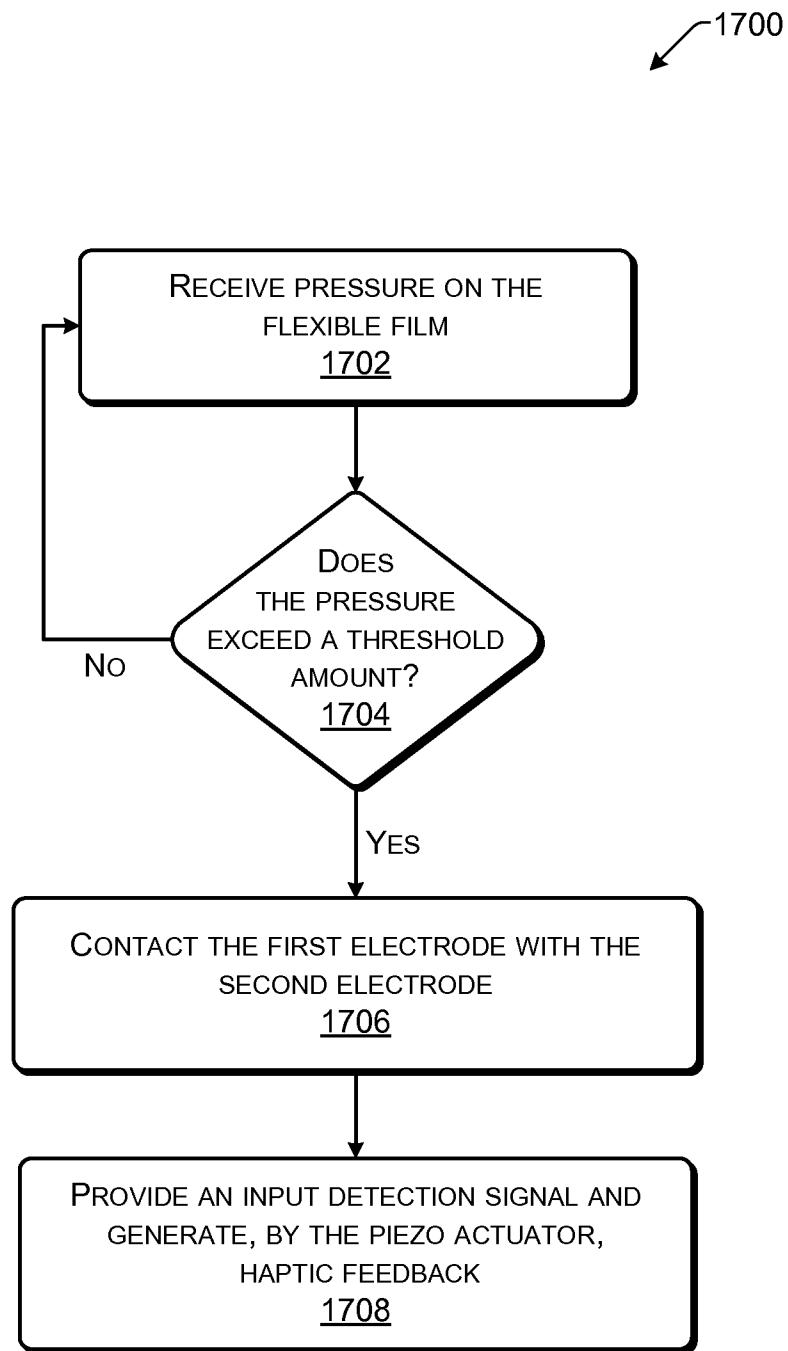 1700
RECEIVE PRESSURE ON THE
FLEXIBLE FILM
1702
DOES
THE PRESSURE
EXCEED A THRESHOLD
AMOUNT?
1704
NO
YES
CONTACT THE FIRST ELECTRODE WITH THE
SECOND ELECTRODE
1706
PROVIDE AN INPUT DETECTION SIGNAL AND
GENERATE, BY THE PIEZO ACTUATOR,
HAPTIC FEEDBACK
1708